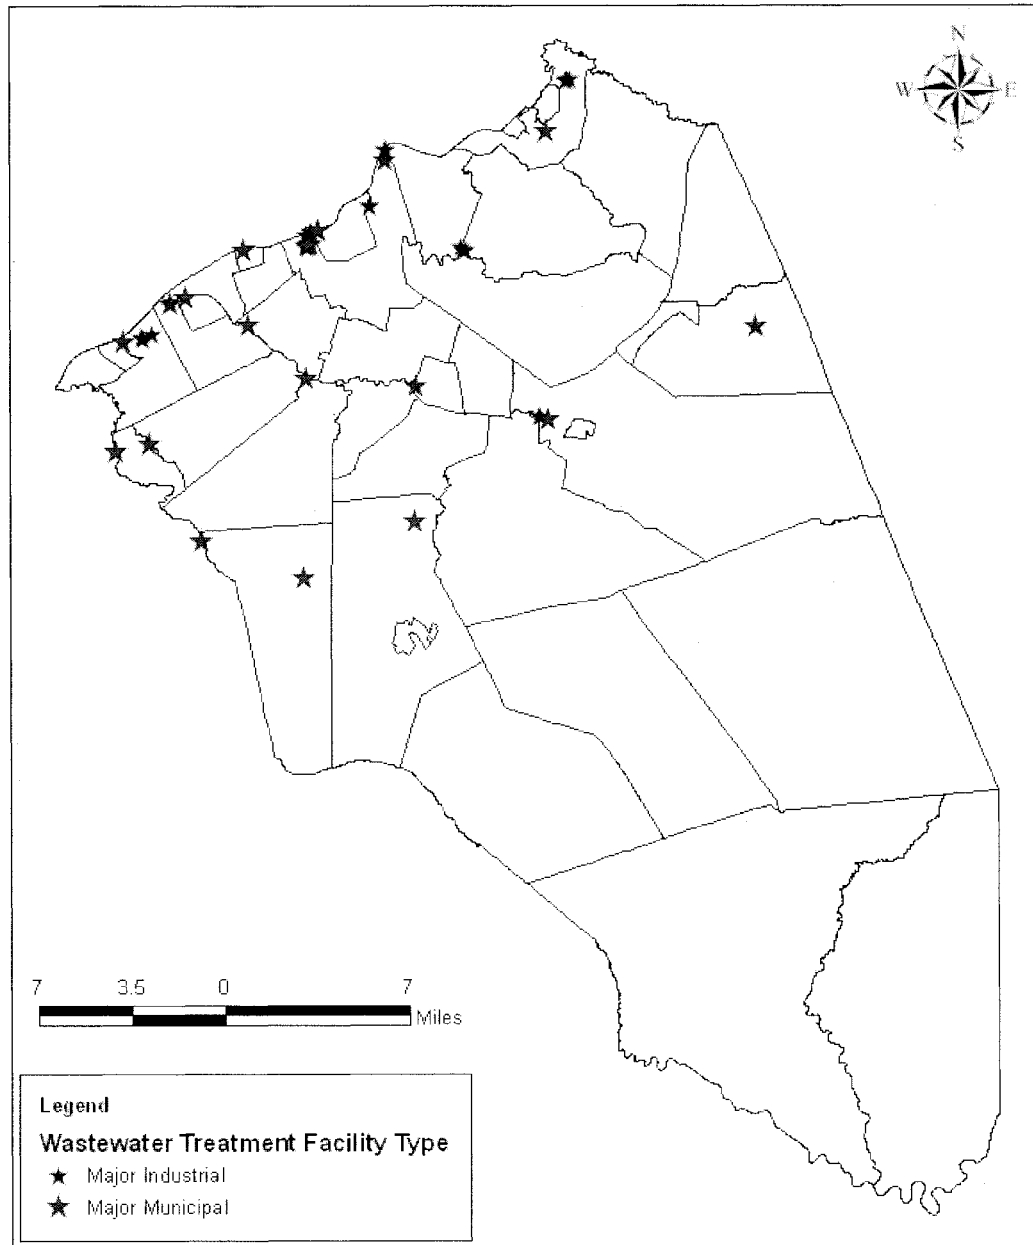 N
W E
S
7 3.5 0 7
Miles
Legend
Wastewater Treatment Facility Type
Major Industrial
Major Municipal